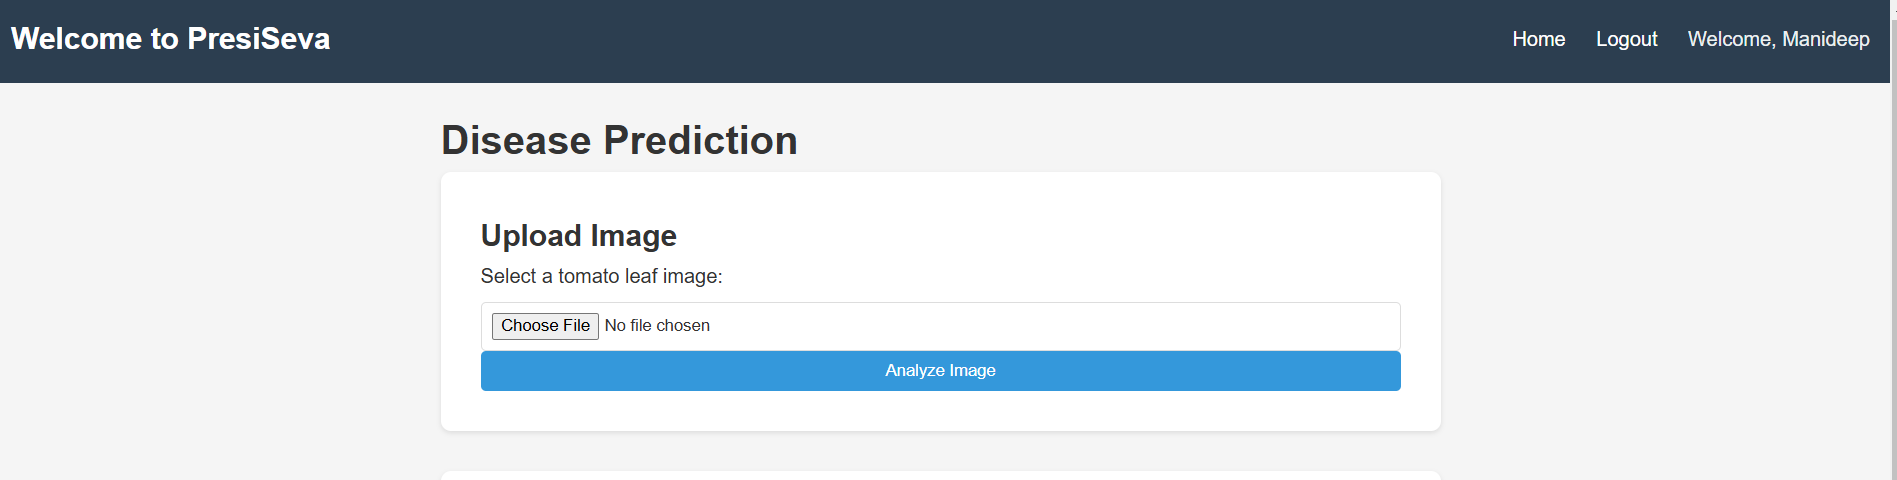 Welcome to PresiSeva
Home Logout Welcome, Manideep
Disease Prediction
Upload Image
Select a tomato leaf image:
Choose File No file chosen
Analyze Image